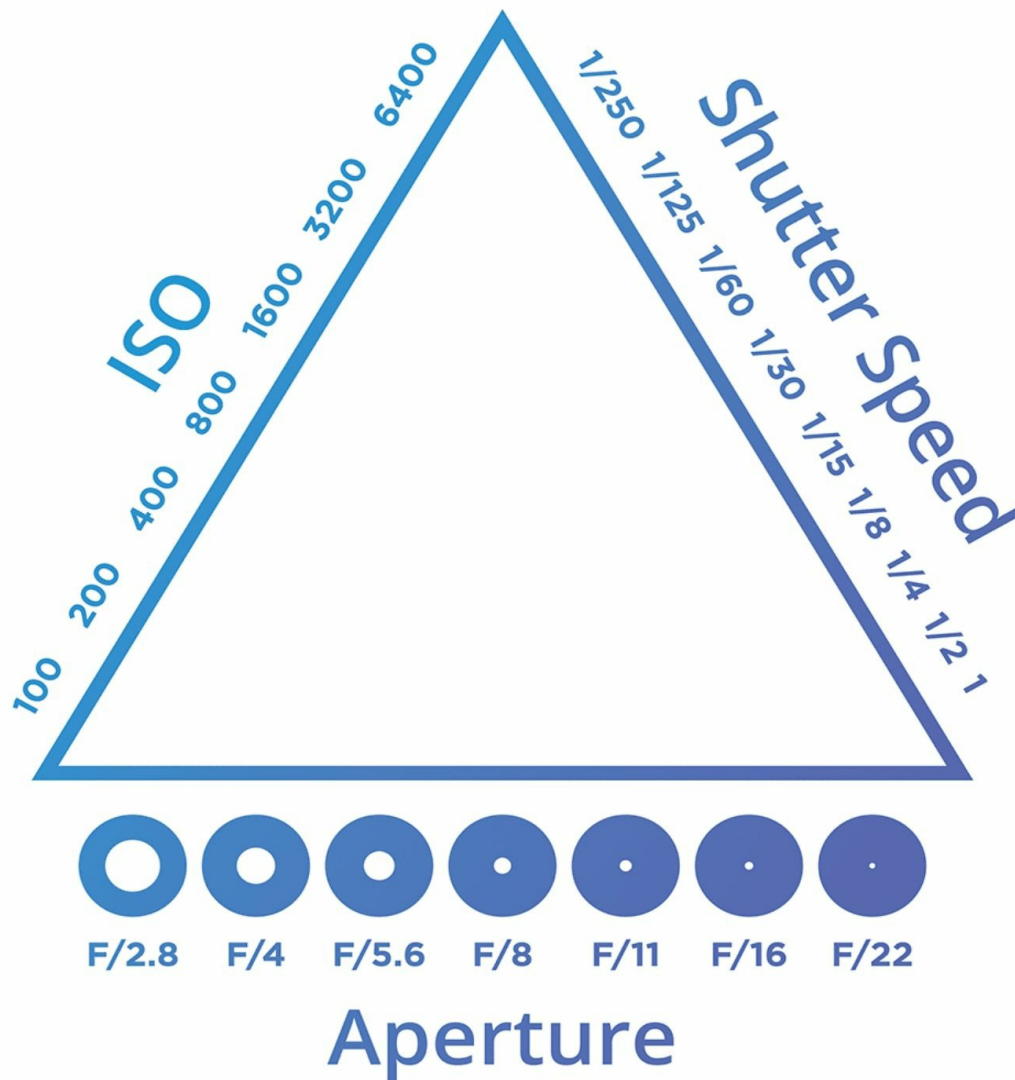 ISO
100 200 400 800 1600 3200 6400
Shutter Speed
1/250 1/125 1/60 1/30 1/15 1/8 1/4 1/2 1
F/2.8 F/4 F/5.6 F/8 F/11 F/16 F/22
Aperture